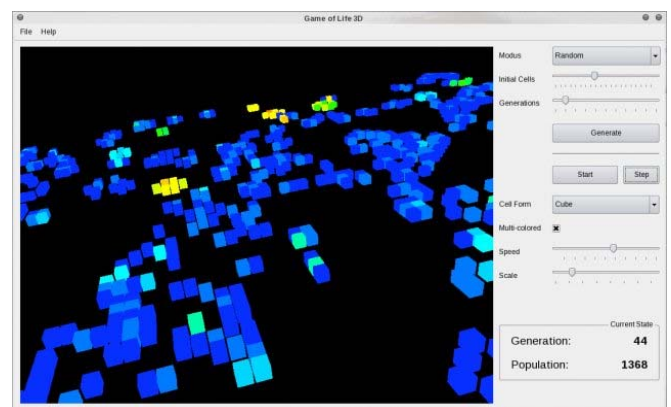 Game of Life 3D
File Help
Modus Random
Initial Cells
Generations
Generate
Start Step
Cell Form Cube
Multi-colored
Speed
Scale
Current State
Generation: 44
Population: 1368